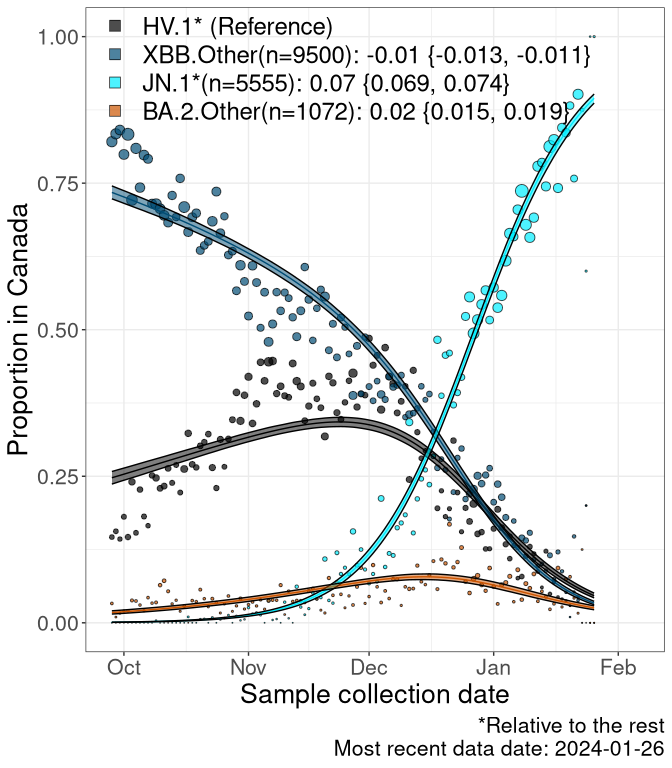 HV.1* (Reference)
XBB.Other(n=9500): -0.01 {-0.013, -0.011}
JN.1*(n=5555): 0.07 {0.069, 0.074}
BA.2.Other(n=1072): 0.02 {0.015, 0.019}
1.00
0.75
0.50
0.25
0.00
Proportion in Canada
Oct Nov Dec Jan Feb
Sample collection date
*Relative to the rest
Most recent data date: 2024-01-26